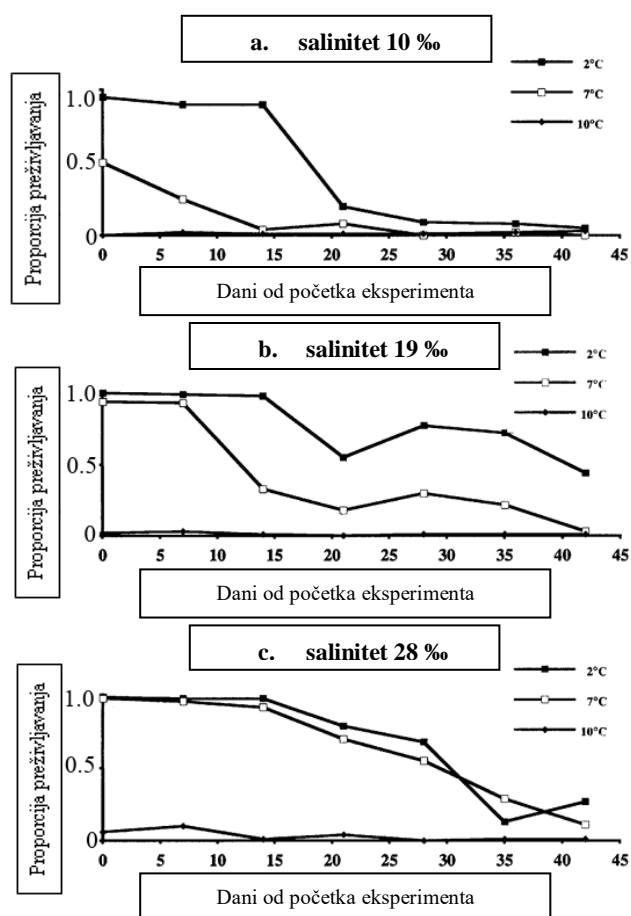 a. salinitet 10 ‰
2°C
7°C
10°C
Proporcija preživljavanja
1.0
0.5
0
0 5 10 15 20 25 30 35 40 45
Dani od početka eksperimenta
b. salinitet 19 ‰
2°C
7°C
10°C
Proporcija preživljavanja
1.0
0.5
0
0 5 10 15 20 25 30 35 40 45
Dani od početka eksperimenta
c. salinitet 28 ‰
2°C
7°C
10°C
Proporcija preživljavanja
1.0
0.5
0
0 5 10 15 20 25 30 35 40 45
Dani od početka eksperimenta